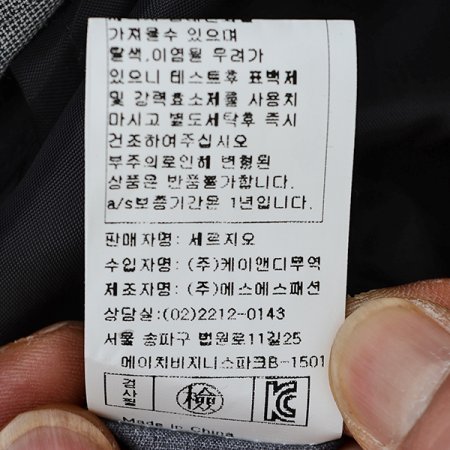 가져올수 있으며
탈색.이염될 우려가
있으니 테스트후 표백제
및 강력효소제를 사용치
마시고 별도세탁후 즉시
건조하여주십시오
부주의로인해 변형된
상품은 반품불가합니다.
a/s보증기간은 1년입니다.
판매자명: 세르지오
수입자명: (주)케이앤디무역
제조자명: (주)에스에스패션
상담실:(02)2212-0143
서울 송파구 법원로11길25
에이치비지니스파크B-1501
검사필 檢 KC
Made in China